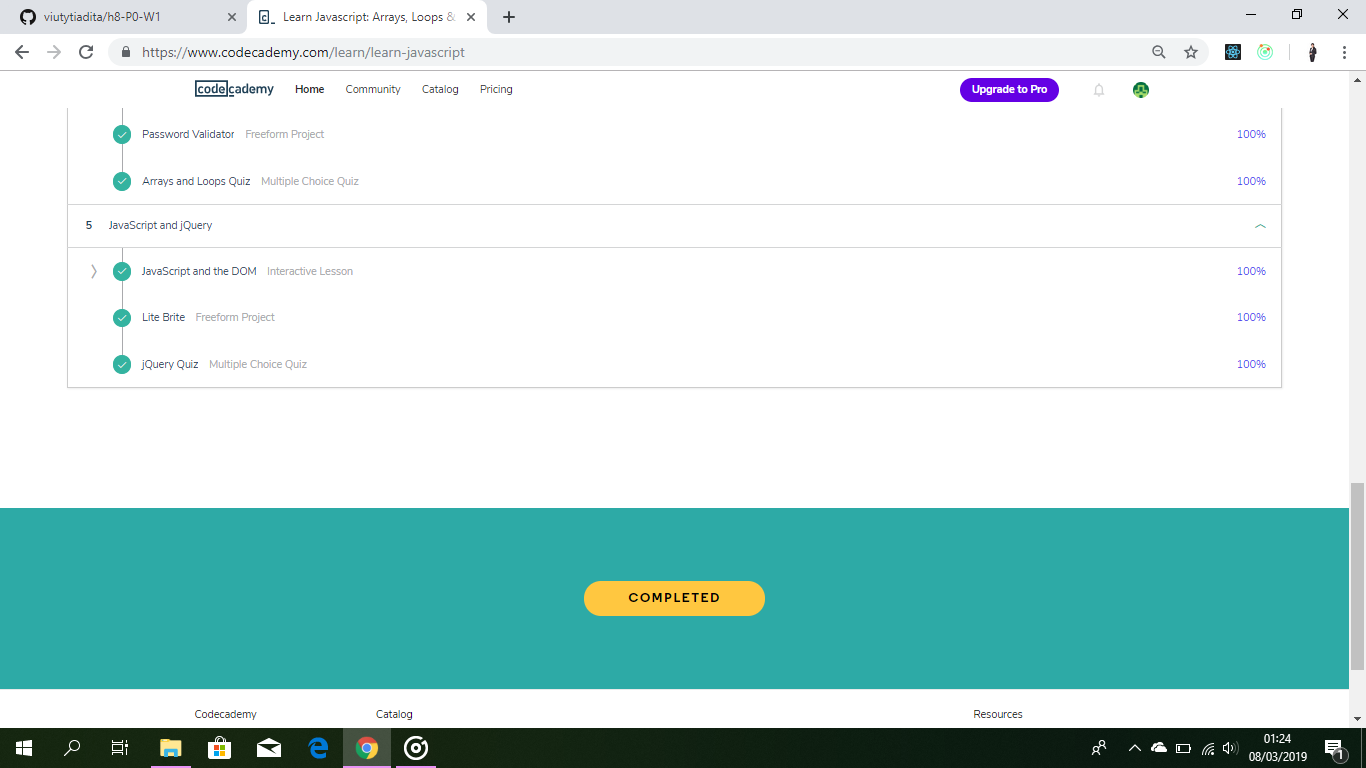 viutytiadita/h8-P0-W1
Learn Javascript: Arrays, Loops &
https://www.codecademy.com/learn/learn-javascript
codecademy Home Community Catalog Pricing Upgrade to Pro
Password Validator Freeform Project 100%
Arrays and Loops Quiz Multiple Choice Quiz 100%
5 JavaScript and jQuery
JavaScript and the DOM Interactive Lesson 100%
Lite Brite Freeform Project 100%
jQuery Quiz Multiple Choice Quiz 100%
COMPLETED
Codecademy Catalog Resources
01:24
08/03/2019
1